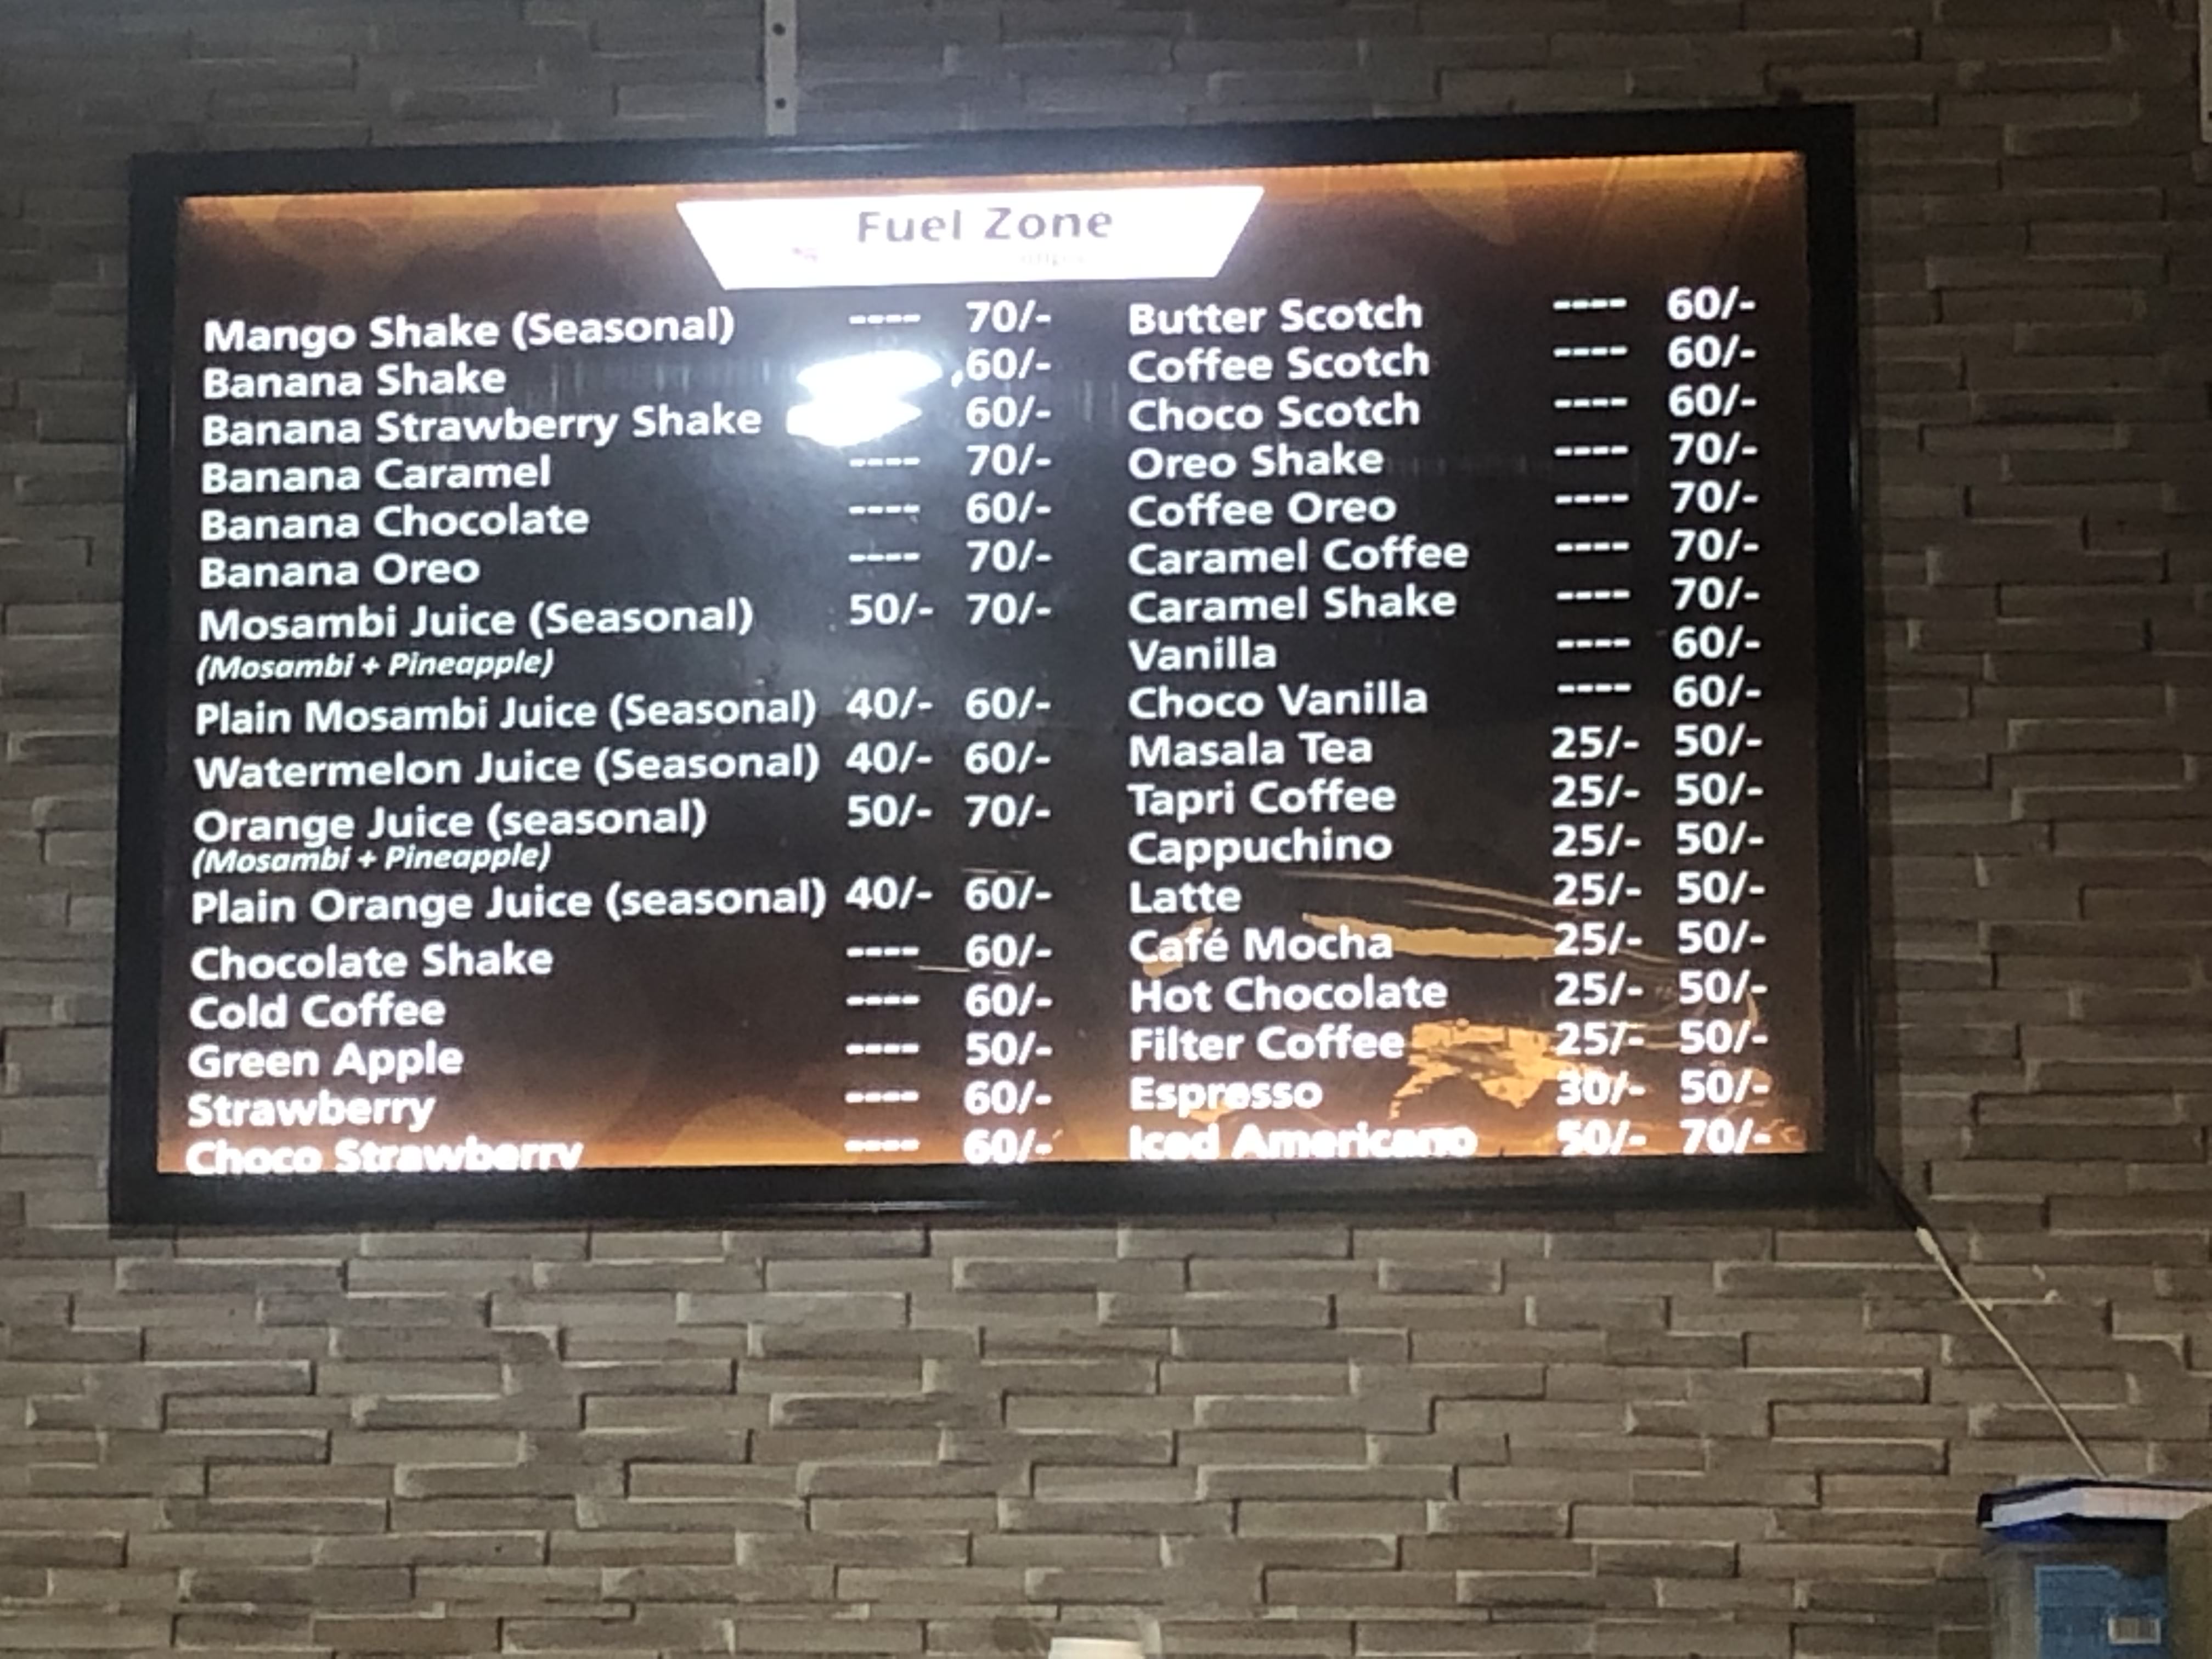 Fuel Zone
Mango Shake (Seasonal) ---- 70/-
Banana Shake 60/-
Banana Strawberry Shake 60/-
Banana Caramel ---- 70/-
Banana Chocolate ---- 60/-
Banana Oreo ---- 70/-
Mosambi Juice (Seasonal) 50/- 70/-
(Mosambi + Pineapple)
Plain Mosambi Juice (Seasonal) 40/- 60/-
Watermelon Juice (Seasonal) 40/- 60/-
Orange Juice (seasonal) 50/- 70/-
(Mosambi + Pineapple)
Plain Orange Juice (seasonal) 40/- 60/-
Chocolate Shake ---- 60/-
Cold Coffee ---- 60/-
Green Apple ---- 50/-
Strawberry ---- 60/-
Choco Strawberry ---- 60/-
Butter Scotch ---- 60/-
Coffee Scotch ---- 60/-
Choco Scotch ---- 60/-
Oreo Shake ---- 70/-
Coffee Oreo ---- 70/-
Caramel Coffee ---- 70/-
Caramel Shake ---- 70/-
Vanilla ---- 60/-
Choco Vanilla ---- 60/-
Masala Tea 25/- 50/-
Tapri Coffee 25/- 50/-
Cappuchino 25/- 50/-
Latte 25/- 50/-
Café Mocha 25/- 50/-
Hot Chocolate 25/- 50/-
Filter Coffee 25/- 50/-
Espresso 30/- 50/-
Iced Americano 50/- 70/-